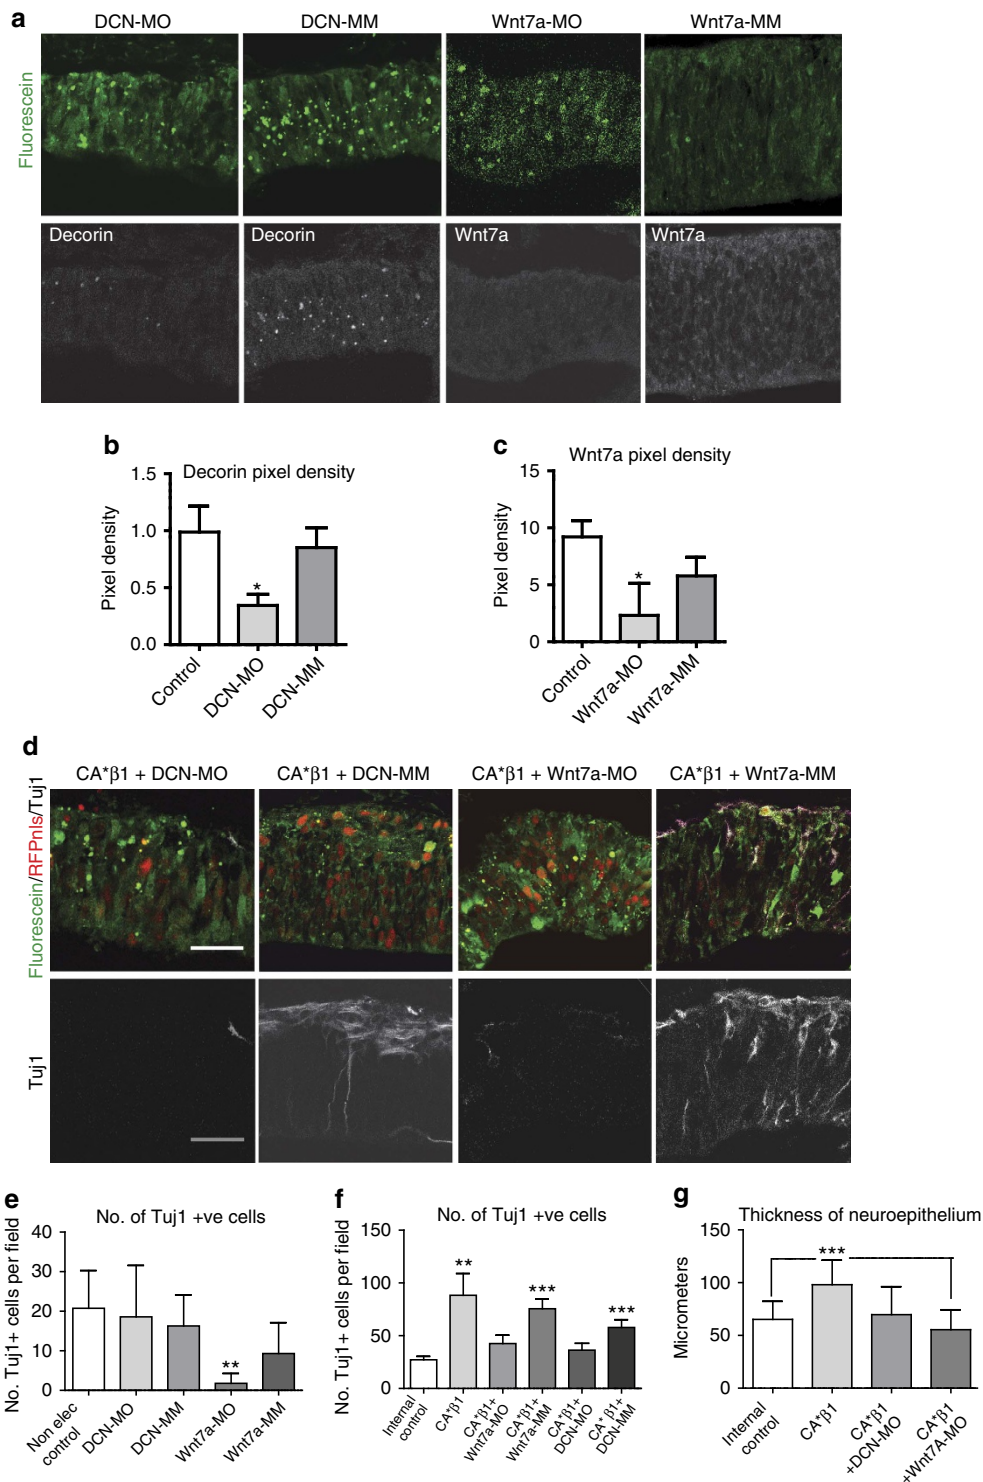 a
DCN-MO
DCN-MM
Wnt7a-MO
Wnt7a-MM
Fluorescein
Decorin
Decorin
Wnt7a
Wnt7a
b
Decorin pixel density
Pixel density
1.5
1.0
0.5
0.0
*
Control
DCN-MO
DCN-MM
c
Wnt7a pixel density
Pixel density
15
10
5
0
*
Control
Wnt7a-MO
Wnt7a-MM
d
CA*β1 + DCN-MO
CA*β1 + DCN-MM
CA*β1 + Wnt7a-MO
CA*β1 + Wnt7a-MM
Fluorescein/RFPnls/Tuj1
Tuj1
e
No. of Tuj1 +ve cells
No. Tuj1+ cells per field
40
30
20
10
0
**
Non elec
control
DCN-MO
DCN-MM
Wnt7a-MO
Wnt7a-MM
f
No. of Tuj1 +ve cells
No. Tuj1+ cells per field
150
100
50
0
**
***
***
Internal
control
CA*β1
CA*β1+
Wnt7a-MO
CA*β1+
Wnt7a-MM
CA*β1+
DCN-MO
CA* β1+
DCN-MM
g
Thickness of neuroepithelium
Micrometers
150
100
50
0
***
Internal
control
CA*β1
CA*β1
+DCN-MO
CA*β1
+Wnt7A-MO